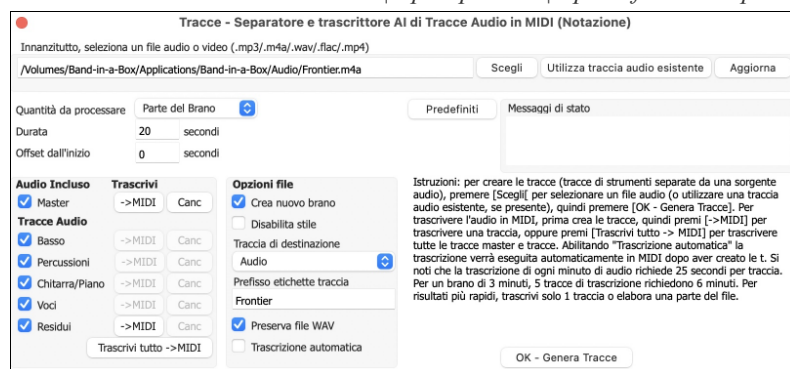 Tracce - Separatore e trascrittore AI di Tracce Audio in MIDI (Notazione)
Innanzitutto, seleziona un file audio o video (.mp3/.m4a/.wav/.flac/.mp4)
/Volumes/Band-in-a-Box/Applications/Band-in-a-Box/Audio/Frontier.m4a
Scegli
Utilizza traccia audio esistente
Aggiorna
Quantità da processare
Parte del Brano
Predefiniti
Messaggi di stato
Durata
20
secondi
Offset dall'inizio
0
secondi
Audio Incluso
Trascrivi
Master
->MIDI
Canc
Tracce Audio
Basso
->MIDI
Canc
Percussioni
->MIDI
Canc
Chitarra/Piano
->MIDI
Canc
Voci
->MIDI
Canc
Residui
->MIDI
Canc
Trascrivi tutto ->MIDI
Opzioni file
Crea nuovo brano
Disabilita stile
Traccia di destinazione
Audio
Prefisso etichette traccia
Frontier
Preserva file WAV
Trascrizione automatica
Istruzioni: per creare le tracce (tracce di strumenti separate da una sorgente
audio), premere [Scegli[ per selezionare un file audio (o utilizzare una traccia
audio esistente, se presente), quindi premere [OK - Genera Tracce]. Per
trascrivere l'audio in MIDI, prima crea le tracce, quindi premi [->MIDI] per
trascrivere una traccia, oppure premi [Trascrivi tutto -> MIDI] per trascrivere
tutte le tracce master e tracce. Abilitando "Trascrizione automatica" la
trascrizione verrà eseguita automaticamente in MIDI dopo aver creato le t. Si
noti che la trascrizione di ogni minuto di audio richiede 25 secondi per traccia.
Per un brano di 3 minuti, 5 tracce di trascrizione richiedono 6 minuti. Per
risultati più rapidi, trascrivi solo 1 traccia o elabora una parte del file.
OK - Genera Tracce